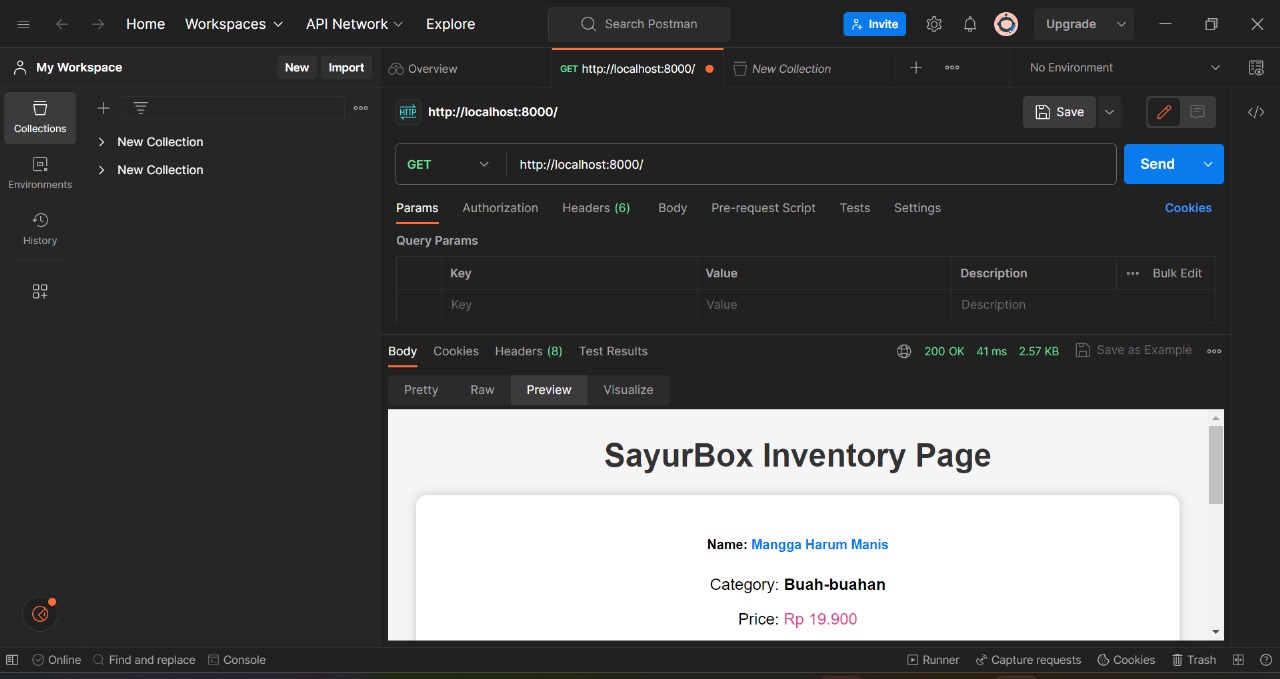 Home Workspaces API Network Explore Search Postman Invite Upgrade
My Workspace New Import Overview GET http://localhost:8000/ New Collection No Environment
Collections
Environments
History
New Collection
New Collection
HTTP http://localhost:8000/ Save
GET http://localhost:8000/ Send
Params Authorization Headers (6) Body Pre-request Script Tests Settings Cookies
Query Params
Key Value Description Bulk Edit
Key Value Description
Body Cookies Headers (8) Test Results 200 OK 41 ms 2.57 KB Save as Example
Pretty Raw Preview Visualize
SayurBox Inventory Page
Name: Mangga Harum Manis
Category: Buah-buahan
Price: Rp 19.900
Online Find and replace Console Runner Capture requests Cookies Trash